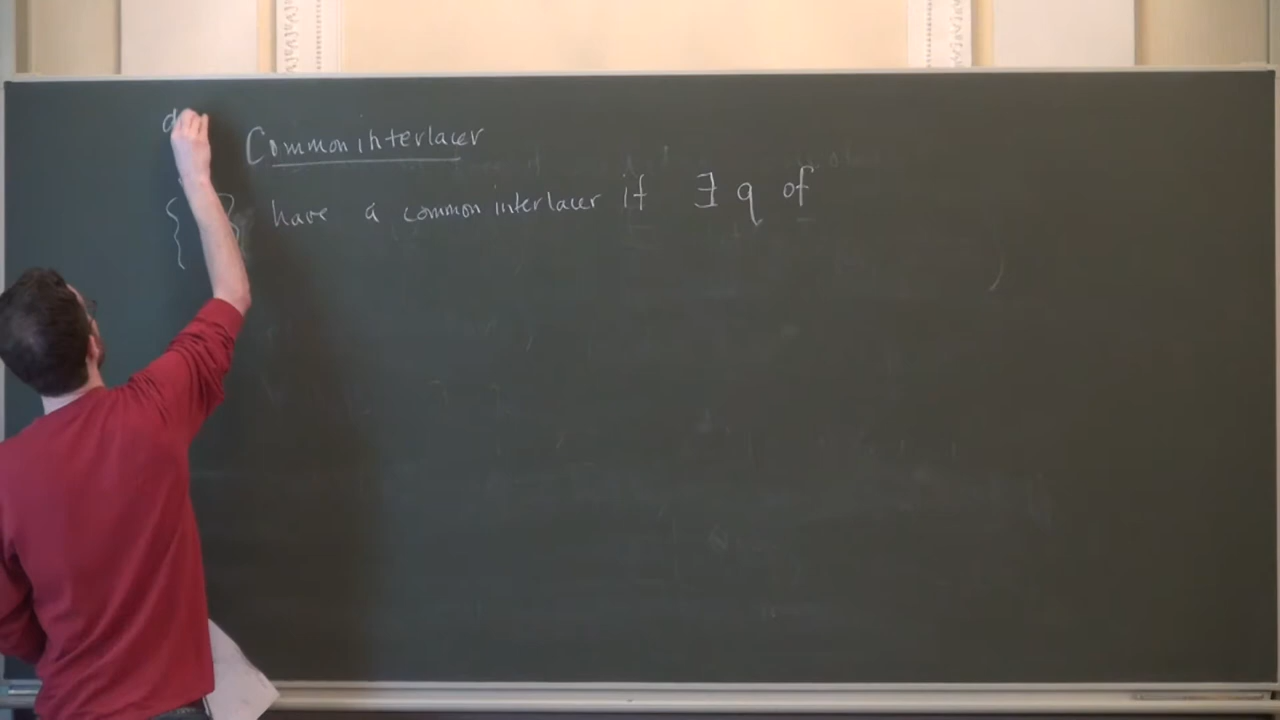 Common interlacer
{ } have a common interlacer if ∃ q of